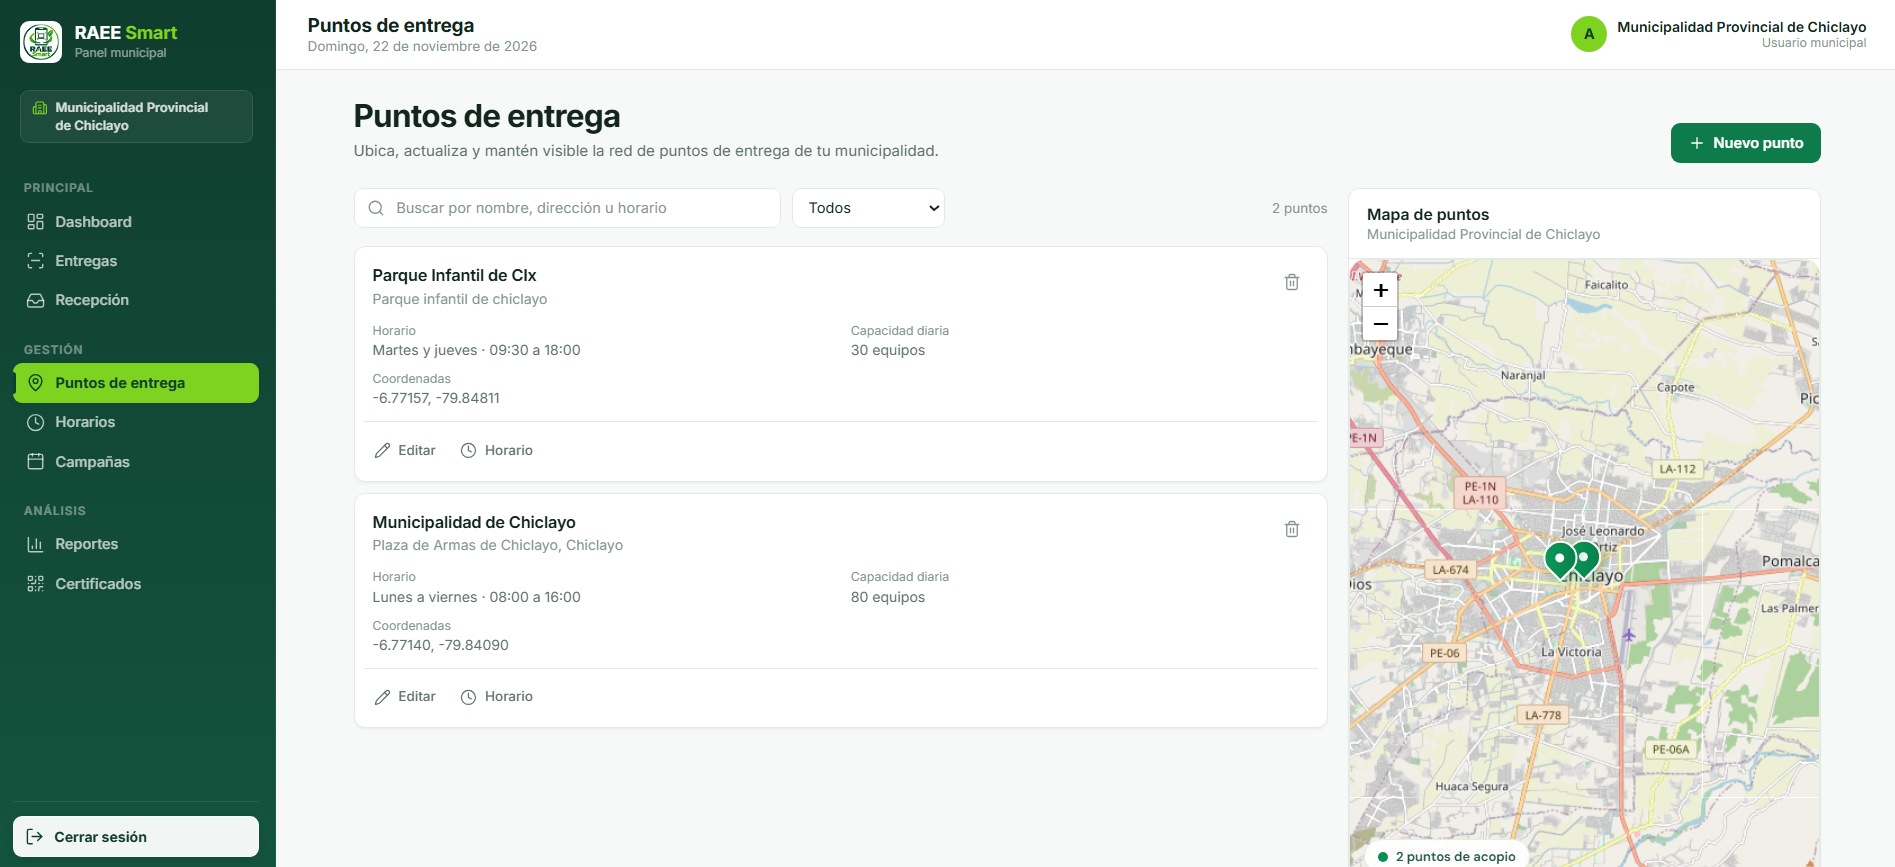 RAEE Smart
Panel municipal
Municipalidad Provincial
de Chiclayo
PRINCIPAL
Dashboard
Entregas
Recepción
GESTIÓN
Puntos de entrega
Horarios
Campañas
ANÁLISIS
Reportes
Certificados
Cerrar sesión
Puntos de entrega
Domingo, 22 de noviembre de 2026
A
Municipalidad Provincial de Chiclayo
Usuario municipal
Puntos de entrega
Ubica, actualiza y mantén visible la red de puntos de entrega de tu municipalidad.
+ Nuevo punto
Buscar por nombre, dirección u horario
Todos
2 puntos
Parque Infantil de Clx
Parque infantil de chiclayo
Horario
Martes y jueves · 09:30 a 18:00
Capacidad diaria
30 equipos
Coordenadas
-6.77157, -79.84811
Editar
Horario
Municipalidad de Chiclayo
Plaza de Armas de Chiclayo, Chiclayo
Horario
Lunes a viernes · 08:00 a 16:00
Capacidad diaria
80 equipos
Coordenadas
-6.77140, -79.84090
Editar
Horario
Mapa de puntos
Municipalidad Provincial de Chiclayo
+
−
Faicalito
mbayeque
Naranjal
Capote
Pic
PE-1N
LA-112
PE-1N
LA-110
José Leonardo
Ortiz
LA-674
Chiclayo
Pomalca
Las Palmer
PE-06
La Victoria
LA-778
PE-06A
Huaca Segura
2 puntos de acopio